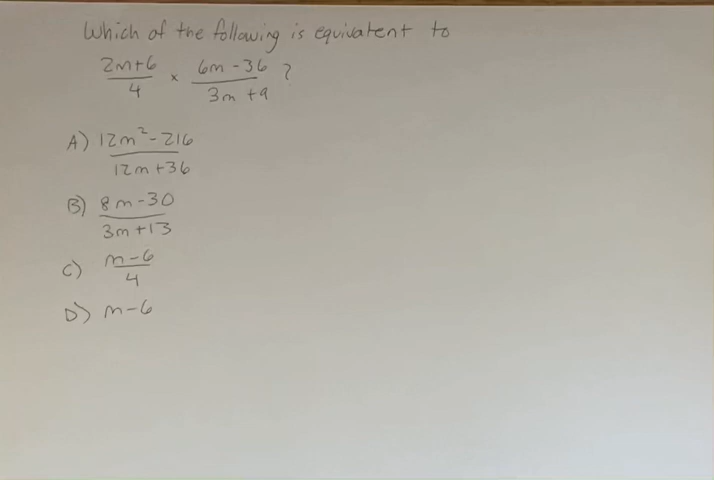 Which of the following is equivalent to
2m+6/4 × 6m-36/3m+9 ?
A) 12m²-216/12m+36
B) 8m-30/3m+13
C) m-6/4
D) m-6